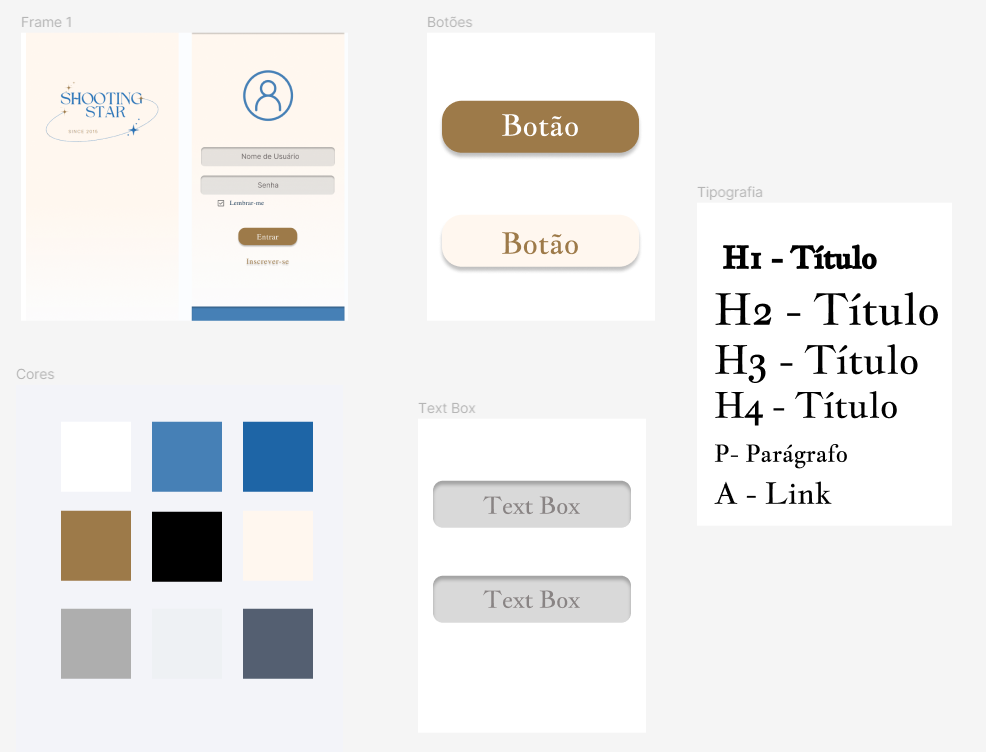 Frame 1
SHOOTING
STAR
SINCE 2019
Nome de Usuário
Senha
Lembrar-me
Entrar
Inscrever-se
Botões
Botão
Botão
Tipografia
H1 - Título
H2 - Título
H3 - Título
H4 - Título
P- Parágrafo
A - Link
Cores
Text Box
Text Box
Text Box